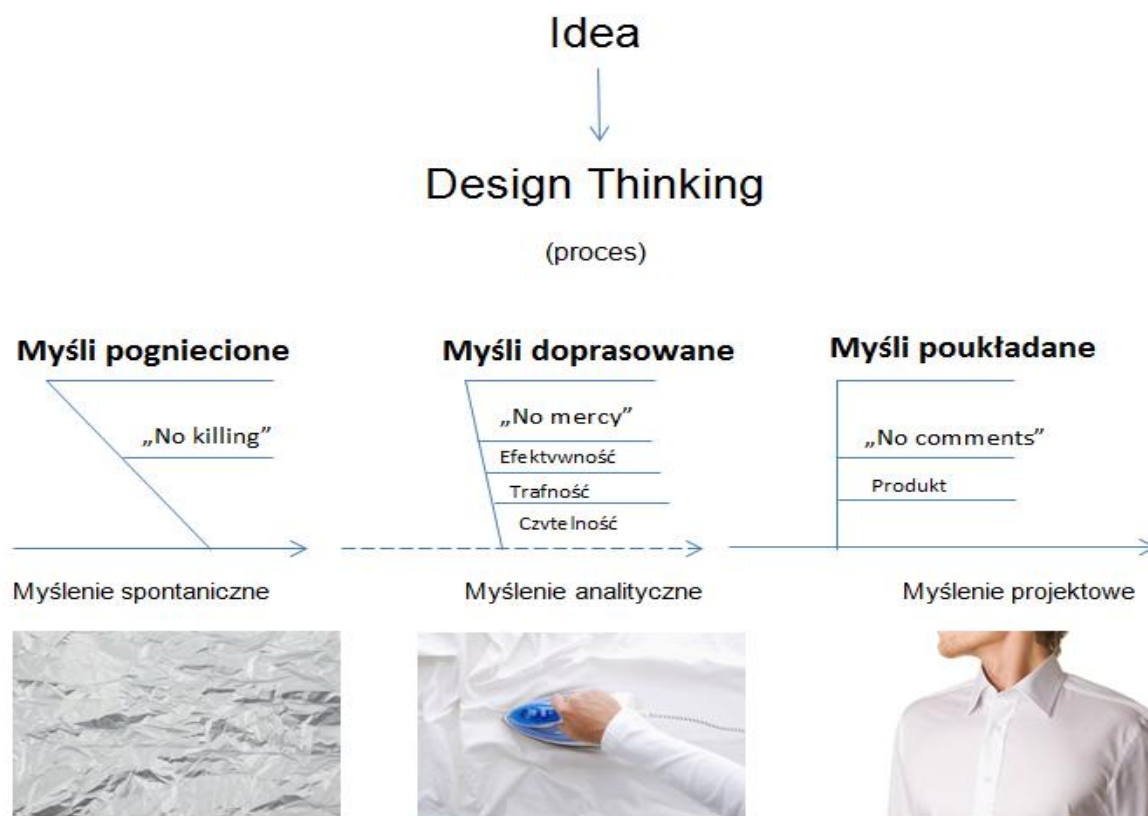 Idea
Design Thinking
(proces)
Myśli pogniecione
„No killing”
Myślenie spontaniczne
Myśli doprasowane
„No mercy”
Efektywność
Trafność
Czytelność
Myślenie analityczne
Myśli poukładane
„No comments”
Produkt
Myślenie projektowe